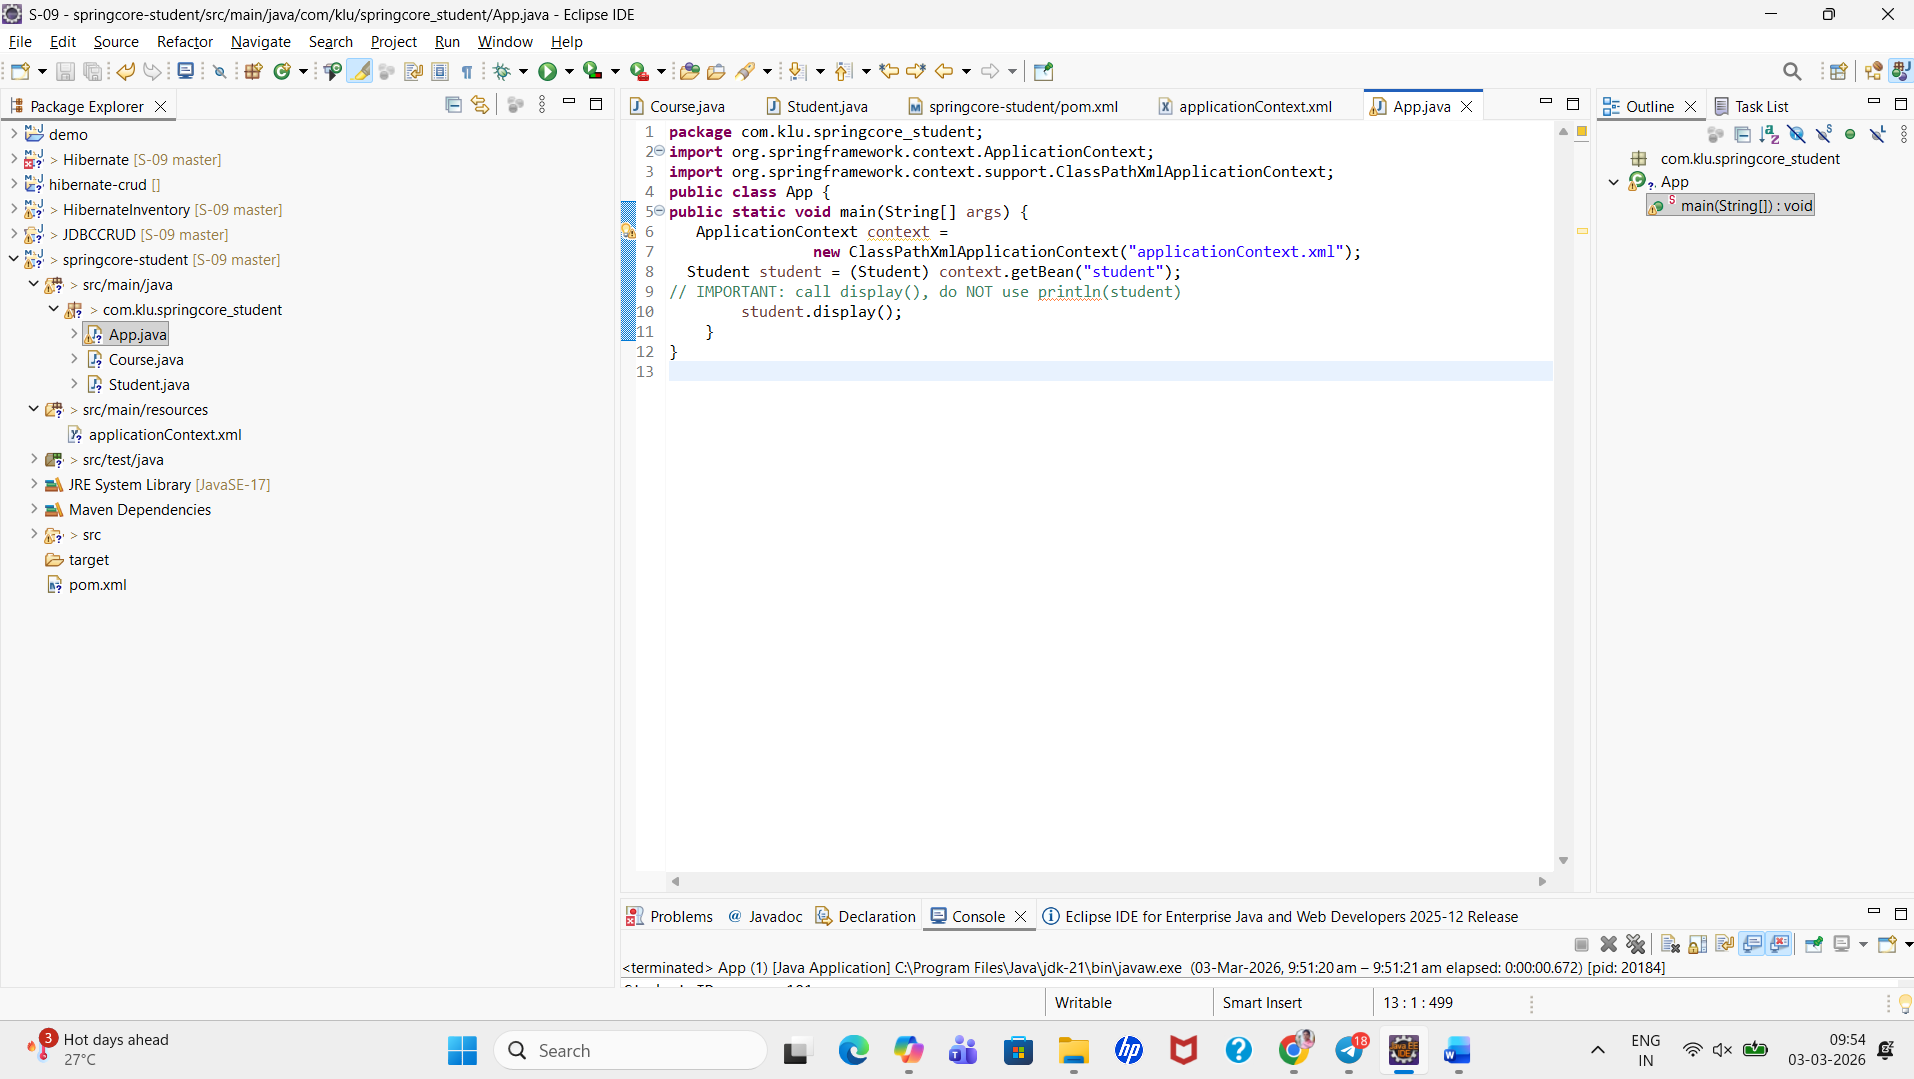 S-09 - springcore-student/src/main/java/com/klu/springcore_student/App.java - Eclipse IDE
File Edit Source Refactor Navigate Search Project Run Window Help
Package Explorer
demo
> Hibernate [S-09 master]
hibernate-crud []
> HibernateInventory [S-09 master]
> JDBCCRUD [S-09 master]
> springcore-student [S-09 master]
> src/main/java
> com.klu.springcore_student
App.java
Course.java
Student.java
> src/main/resources
applicationContext.xml
> src/test/java
JRE System Library [JavaSE-17]
Maven Dependencies
> src
target
pom.xml
Course.java Student.java springcore-student/pom.xml applicationContext.xml App.java
1 package com.klu.springcore_student;
2 import org.springframework.context.ApplicationContext;
3 import org.springframework.context.support.ClassPathXmlApplicationContext;
4 public class App {
5 public static void main(String[] args) {
6 ApplicationContext context =
7 new ClassPathXmlApplicationContext("applicationContext.xml");
8 Student student = (Student) context.getBean("student");
9 // IMPORTANT: call display(), do NOT use println(student)
10 student.display();
11 }
12 }
13
Outline Task List
com.klu.springcore_student
App
main(String[]) : void
Problems Javadoc Declaration Console Eclipse IDE for Enterprise Java and Web Developers 2025-12 Release
<terminated> App (1) [Java Application] C:\Program Files\Java\jdk-21\bin\javaw.exe (03-Mar-2026, 9:51:20 am – 9:51:21 am elapsed: 0:00:00.672) [pid: 20184]
Writable Smart Insert 13 : 1 : 499
3 Hot days ahead
27°C
Search
18
ENG
IN
09:54
03-03-2026